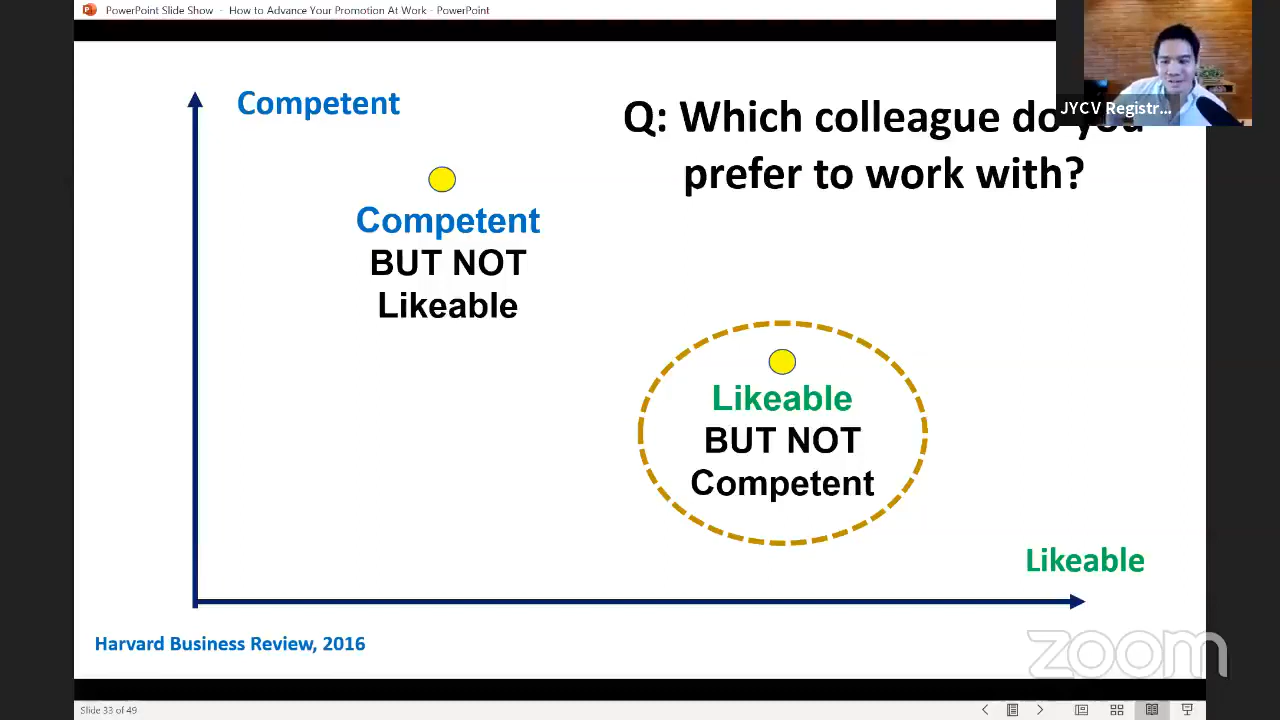 PowerPoint Slide Show - How to Advance Your Promotion At Work - PowerPoint
JYCV Registr...
Competent
Q: Which colleague do you
prefer to work with?
Competent
BUT NOT
Likeable
Likeable
BUT NOT
Competent
Likeable
Harvard Business Review, 2016
zoom
Slide 33 of 49